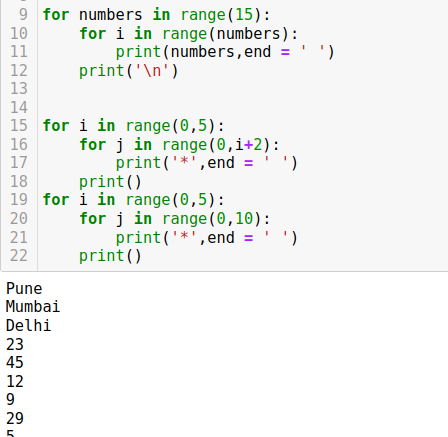 9 for numbers in range(15):
10     for i in range(numbers):
11         print(numbers,end = ' ')
12     print('\n')
13
14
15 for i in range(0,5):
16     for j in range(0,i+2):
17         print('*',end = ' ')
18     print()
19 for i in range(0,5):
20     for j in range(0,10):
21         print('*',end = ' ')
22     print()
Pune
Mumbai
Delhi
23
45
12
9
29